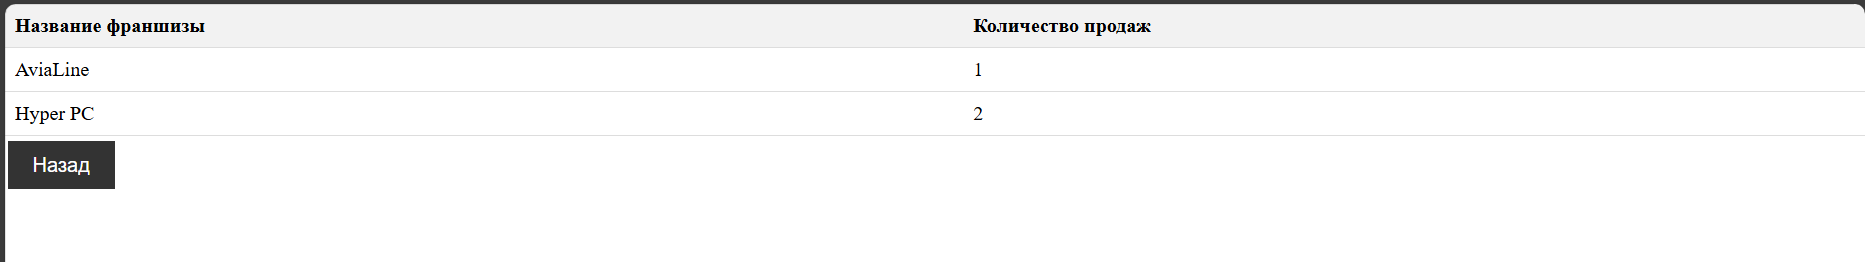 Название франшизы Количество продаж
AviaLine 1
Hyper PC 2
Назад